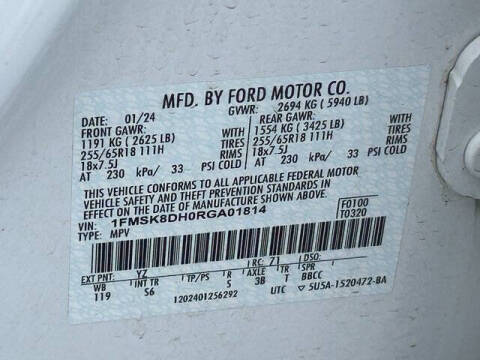 MFD. BY FORD MOTOR CO.
DATE: 01/24 GVWR: 2694 KG ( 5940 LB)
FRONT GAWR: REAR GAWR:
1191 KG ( 2625 LB) 1554 KG ( 3425 LB)
255/65R18 111H TIRES 255/65R18 111H TIRES
18x7.5J RIMS 18x7.5J RIMS
AT 230 kPa/ 33 PSI COLD AT 230 kPa/ 33 PSI COLD
THIS VEHICLE CONFORMS TO ALL APPLICABLE FEDERAL MOTOR
VEHICLE SAFETY AND THEFT PREVENTION STANDARDS IN
EFFECT ON THE DATE OF MANUFACTURE SHOWN ABOVE.
VIN: 1FMSK8DH0RGA01814 F0100
TYPE: MPV T0320
EXT PNT: YZ RC: Z1 DSO:
WB INT TR TP/PS R AXLE TR SPR
119 S6 S 3B T BBCC
1202401256292 UTC 5U5A-1520472-BA